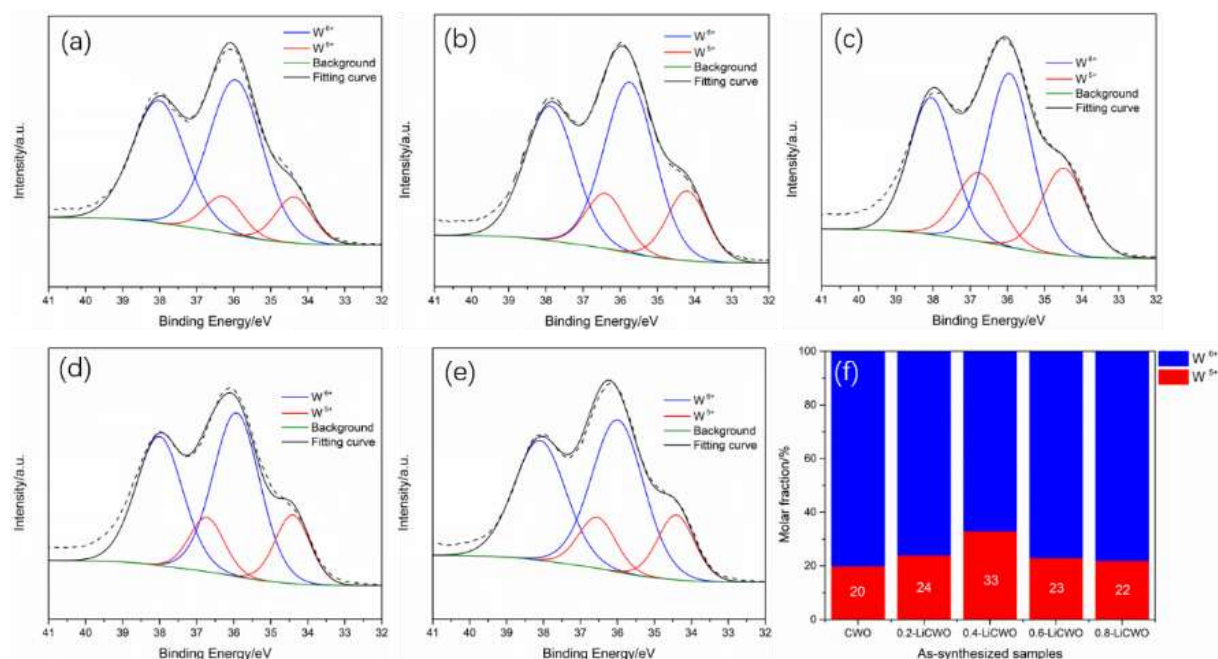 (a)
W6+
W5+
Background
Fitting curve
Intensity/a.u.
41 40 39 38 37 36 35 34 33 32
Binding Energy/eV
(b)
W6+
W5+
Background
Fitting curve
Intensity/a.u.
41 40 39 38 37 36 35 34 33 32
Binding Energy/eV
(c)
W6+
W5+
Background
Fitting curve
Intensity/a.u.
41 40 39 38 37 36 35 34 33 32
Binding Energy/eV
(d)
W6+
W5+
Background
Fitting curve
Intensity/a.u.
41 40 39 38 37 36 35 34 33 32
Binding Energy/eV
(e)
W6+
W5+
Background
Fitting curve
Intensity/a.u.
41 40 39 38 37 36 35 34 33 32
Binding Energy/eV
(f)
W6+
W5+
Molar fraction/%
100
80
60
40
20
0
20 24 33 23 22
CWO 0.2-LiCWO 0.4-LiCWO 0.6-LiCWO 0.8-LiCWO
As-synthesized samples